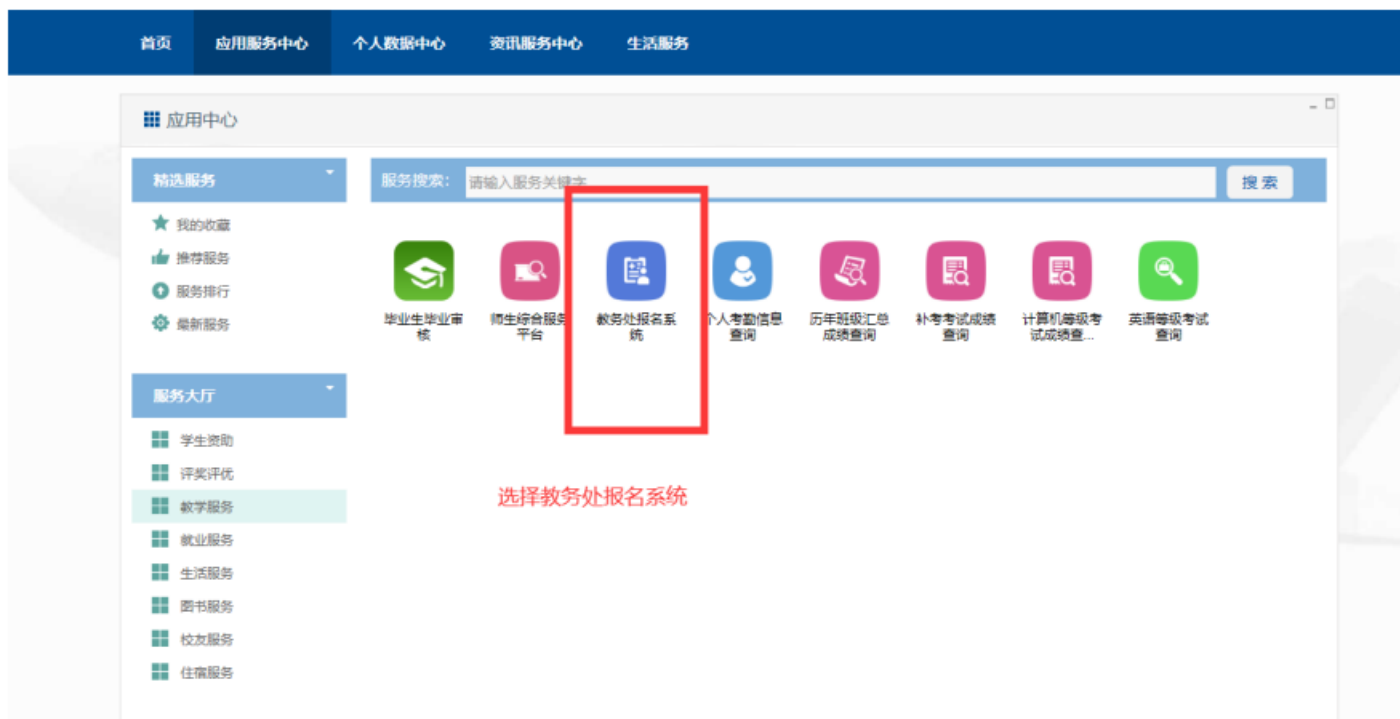 首页 应用服务中心 个人数据中心 资讯服务中心 生活服务
应用中心
精选服务
服务搜索: 请输入服务关键字 搜 索
我的收藏
推荐服务
服务排行
最新服务
毕业生毕业审
核
师生综合服务
平台
教务处报名系
统
个人考勤信息
查询
历年班级汇总
成绩查询
补考考试成绩
查询
计算机等级考
试成绩查...
英语等级考试
查询
服务大厅
学生资助
评奖评优
教学服务
就业服务
生活服务
图书服务
校友服务
住宿服务
选择教务处报名系统